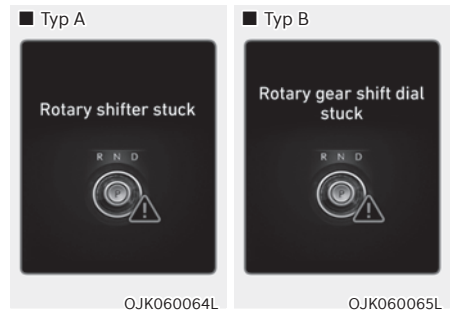 ■ Typ A
Rotary shifter stuck
R N D
P
OJK060064L
■ Typ B
Rotary gear shift dial
stuck
R N D
P
OJK060065L